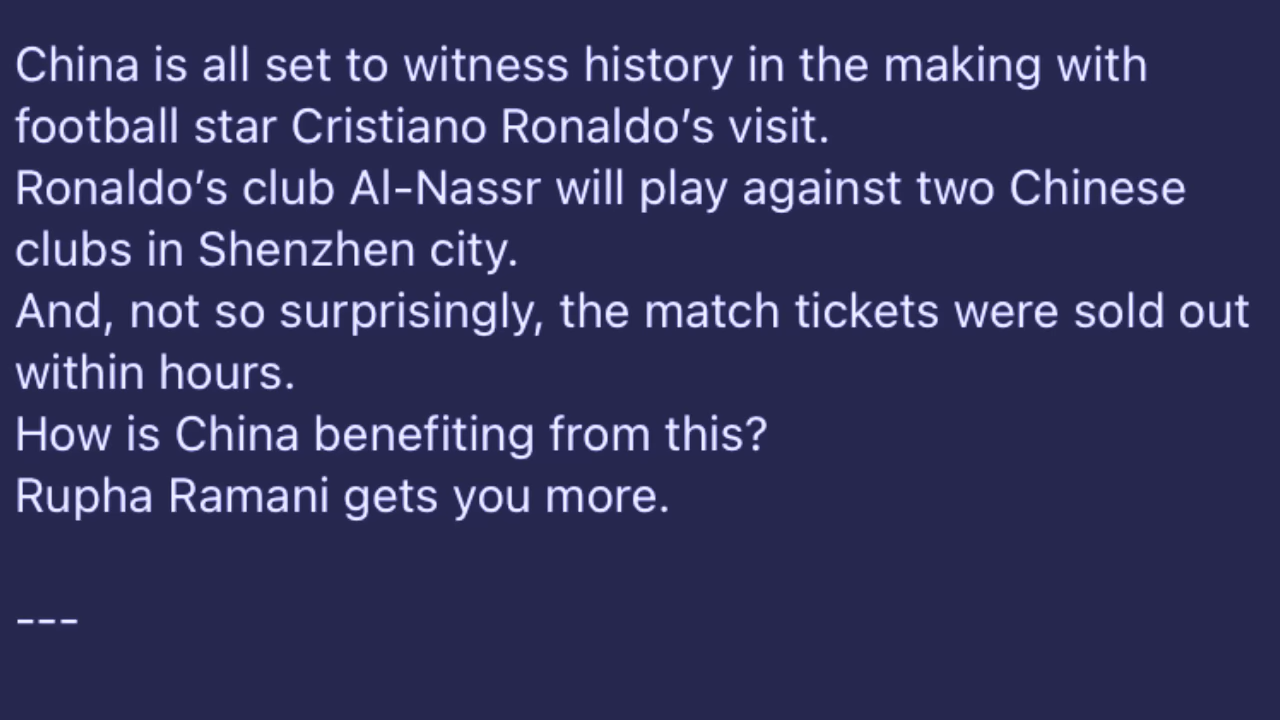 China is all set to witness history in the making with
football star Cristiano Ronaldo’s visit.
Ronaldo’s club Al-Nassr will play against two Chinese
clubs in Shenzhen city.
And, not so surprisingly, the match tickets were sold out
within hours.
How is China benefiting from this?
Rupha Ramani gets you more.
---